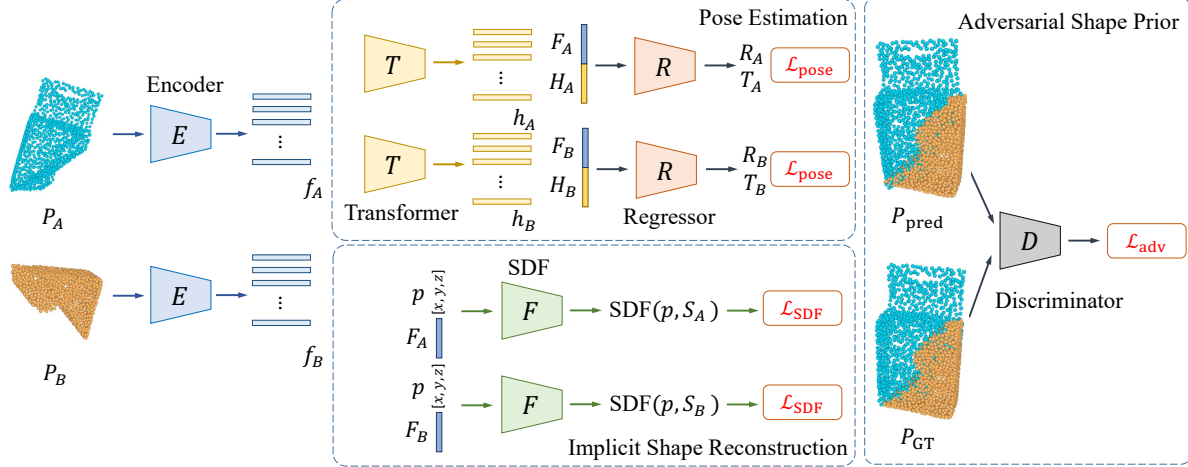 Encoder
E
⋮
f_A
P_A
E
⋮
f_B
P_B
Pose Estimation
T
⋮
h_A
F_A
H_A
R
R_A
T_A
ℒ_pose
T
⋮
h_B
F_B
H_B
R
R_B
T_B
ℒ_pose
Transformer
Regressor
SDF
p
[x,y,z]
F_A
F
SDF(p, S_A)
ℒ_SDF
p
[x,y,z]
F_B
F
SDF(p, S_B)
ℒ_SDF
Implicit Shape Reconstruction
Adversarial Shape Prior
P_pred
D
ℒ_adv
Discriminator
P_GT